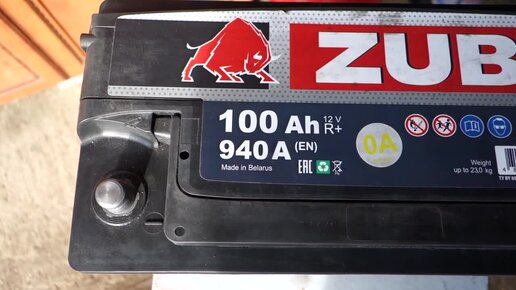 ZUB
100 Ah 12 V R+
940 A (EN)
Made in Belarus
EAC
0A
Weight
up to 23,0 kg